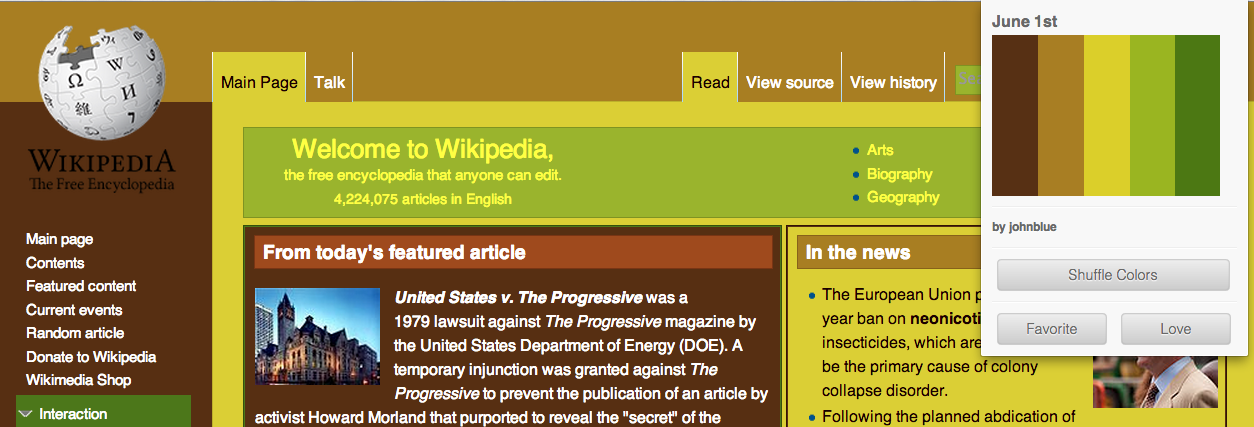 Main Page
Talk
Read
View source
View history
WIKIPEDIA
The Free Encyclopedia
Main page
Contents
Featured content
Current events
Random article
Donate to Wikipedia
Wikimedia Shop
Interaction
Welcome to Wikipedia,
the free encyclopedia that anyone can edit.
4,224,075 articles in English
Arts
Biography
Geography
From today's featured article
United States v. The Progressive was a
1979 lawsuit against The Progressive magazine by
the United States Department of Energy (DOE). A
temporary injunction was granted against The
Progressive to prevent the publication of an article by
activist Howard Morland that purported to reveal the "secret" of the
In the news
The European Union
year ban on
insecticides, which are
be the primary cause of colony
collapse disorder.
Following the planned abdication of
June 1st
by johnblue
Shuffle Colors
Favorite
Love